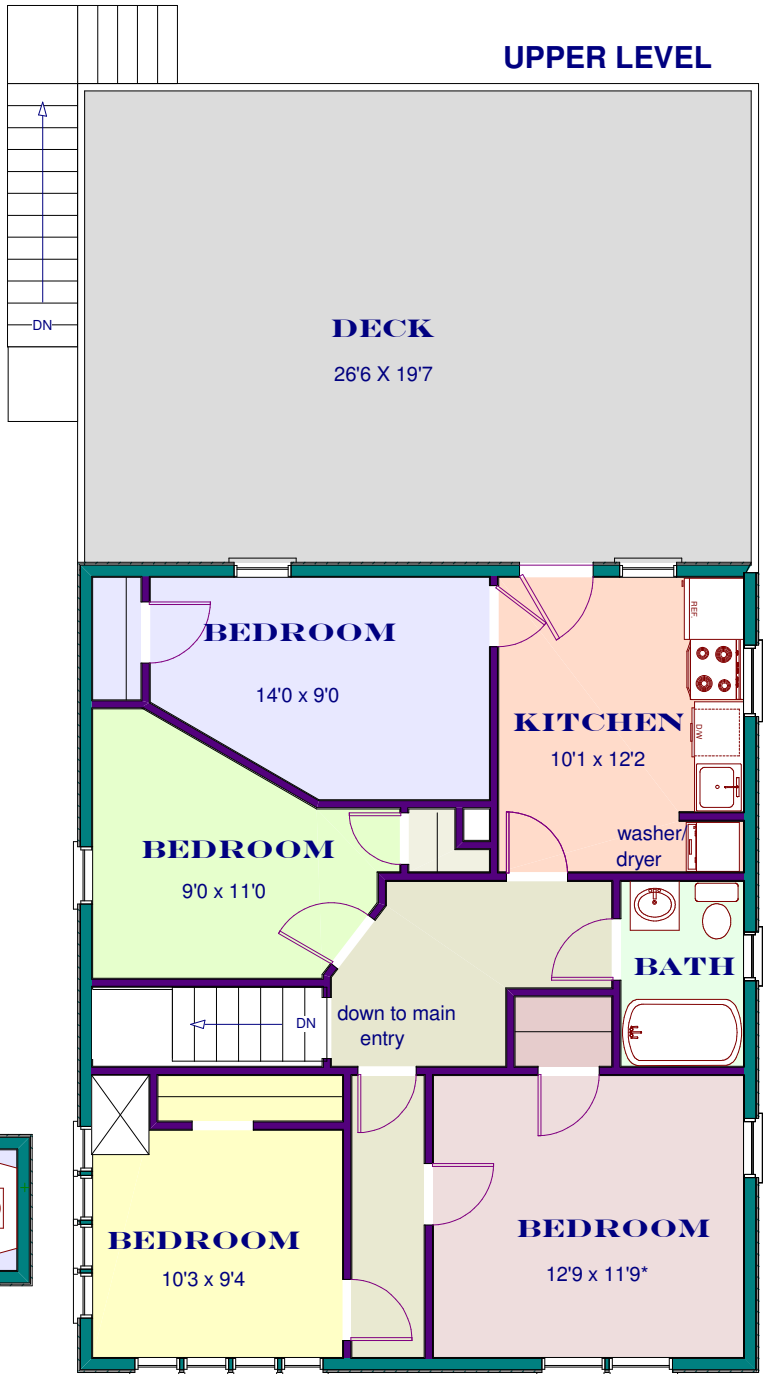 UPPER LEVEL
DN
DECK
26'6 X 19'7
BEDROOM
14'0 x 9'0
REF.
KITCHEN
10'1 x 12'2
D/W
washer/
dryer
BEDROOM
9'0 x 11'0
BATH
DN
down to main
entry
BEDROOM
10'3 x 9'4
BEDROOM
12'9 x 11'9*